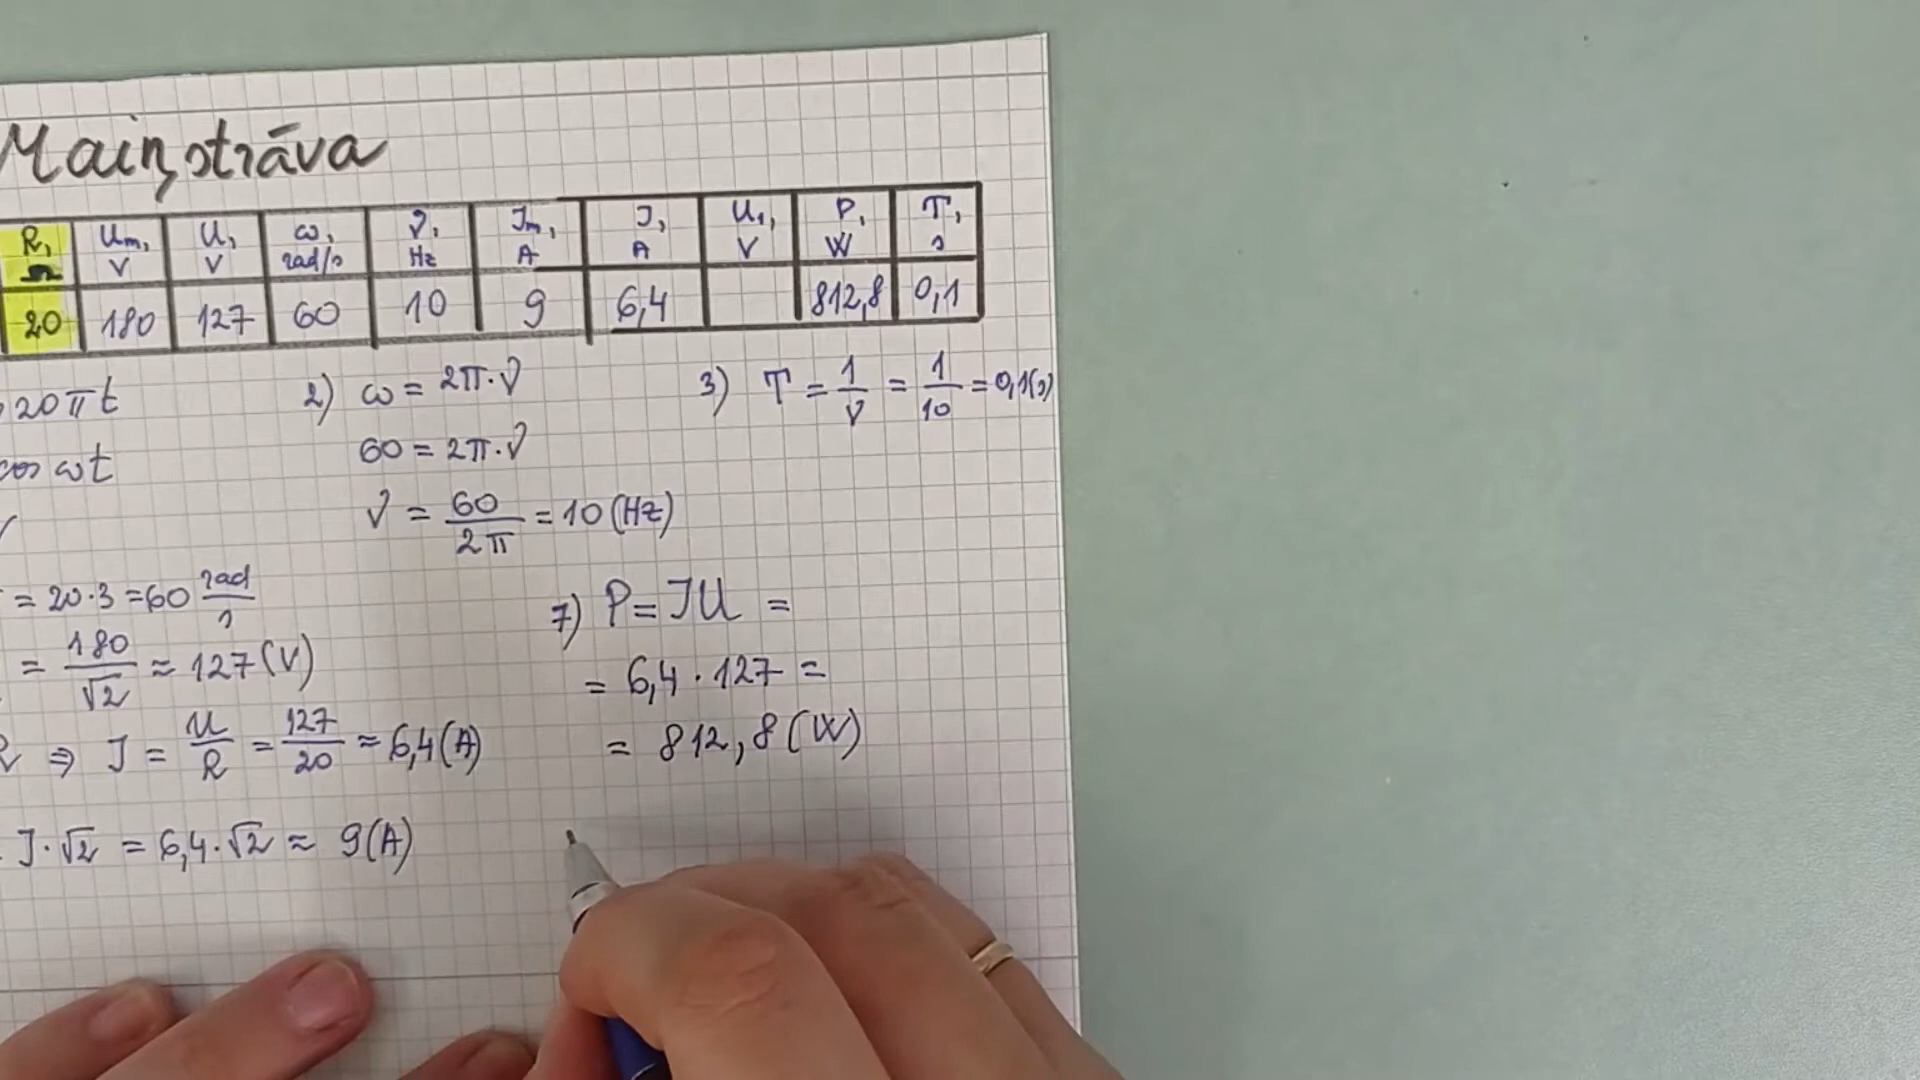 Maiņstrāva
R, Um, U, ω, ν, Im, I, U1, P, T,
Ω V V rad/s Hz A A V W s
20 180 127 60 10 9 6,4 812,8 0,1
20πt
cos ωt
= 20·3 = 60 rad/s
= 180/√2 ≈ 127 (V)
⇒ I = U/R = 127/20 ≈ 6,4 (A)
I·√2 = 6,4·√2 ≈ 9 (A)
2) ω = 2π·ν
60 = 2π·ν
ν = 60/2π = 10 (Hz)
3) T = 1/ν = 1/10 = 0,1(s)
7) P = IU =
= 6,4 · 127 =
= 812,8 (W)